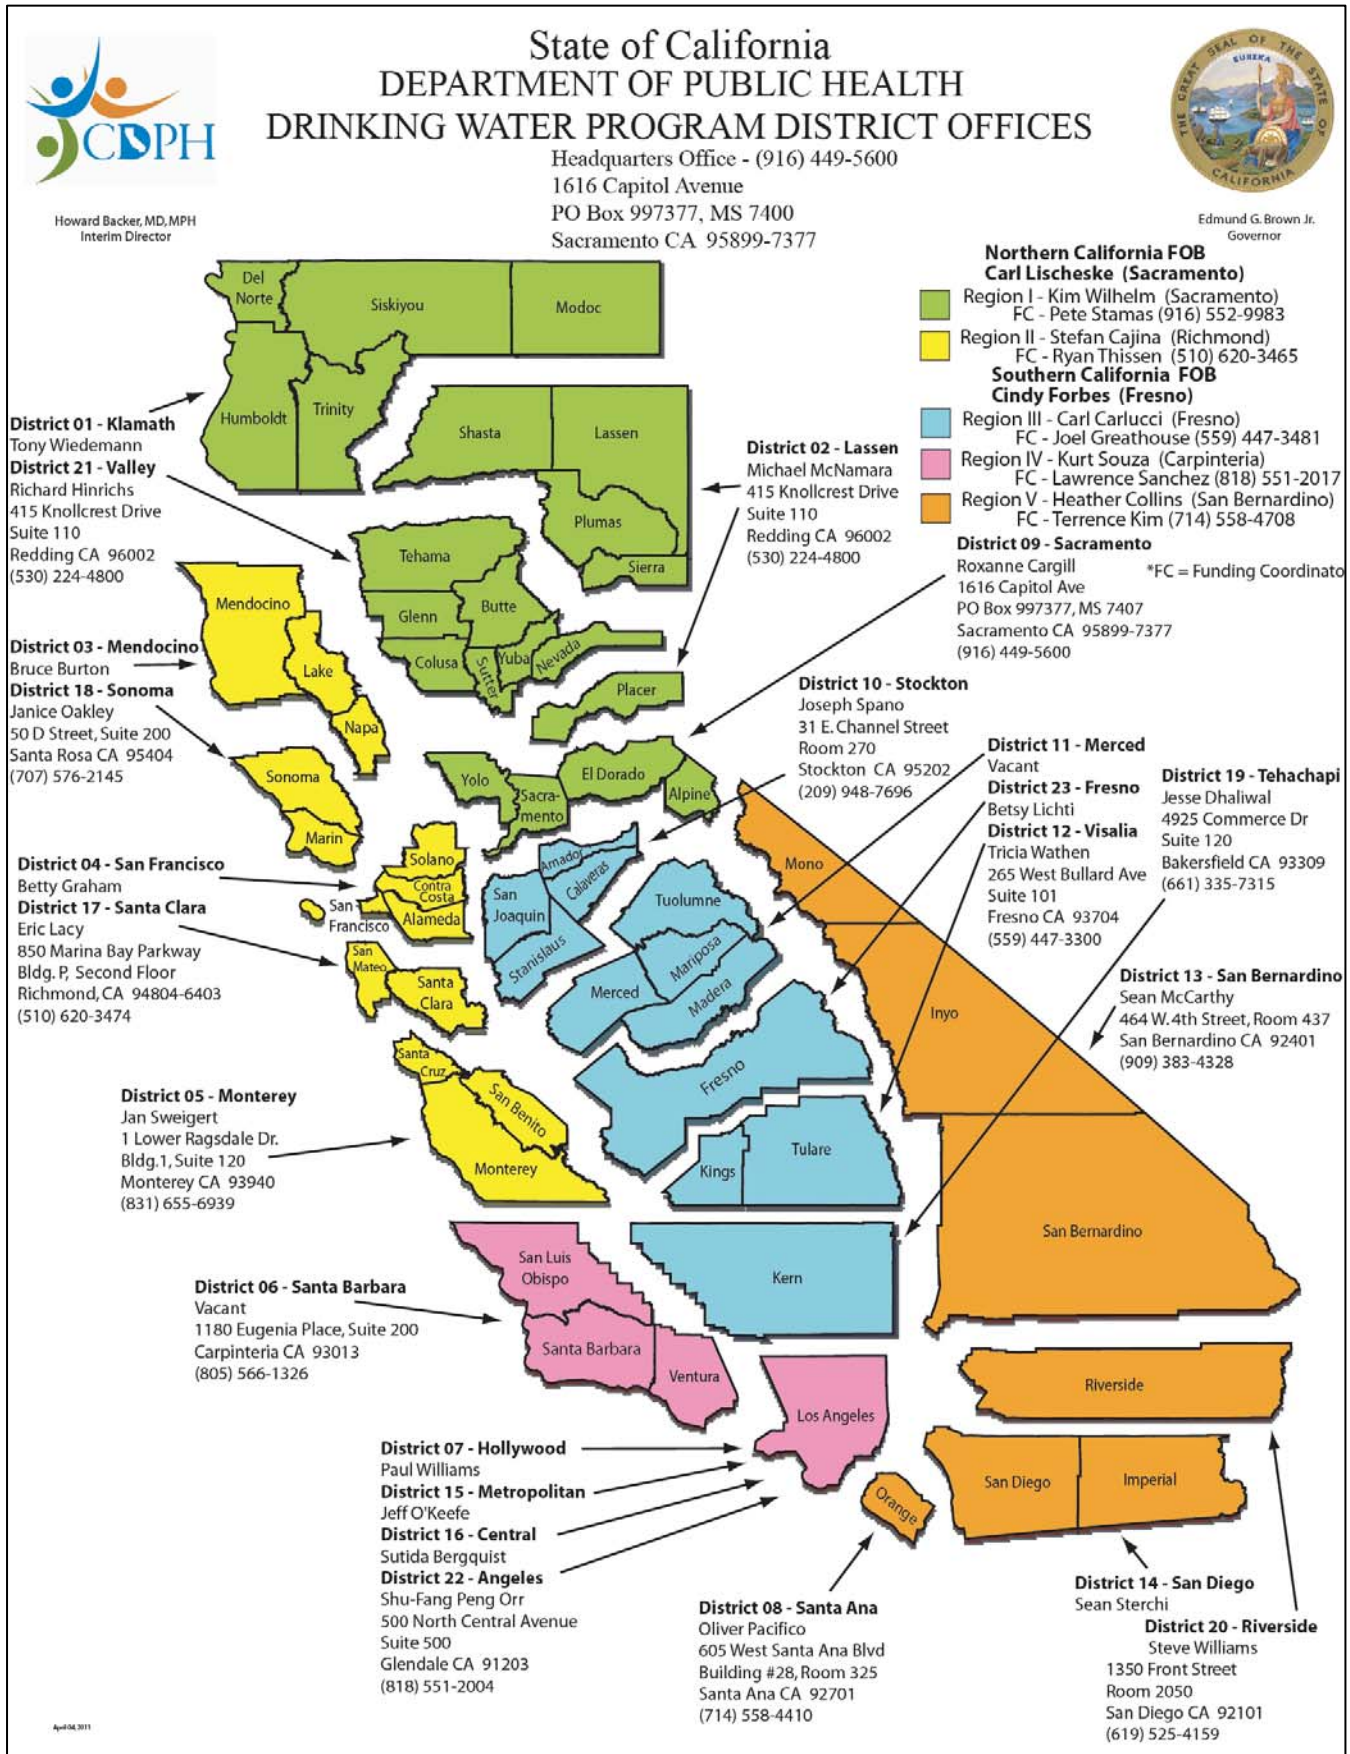 State of California
DEPARTMENT OF PUBLIC HEALTH
DRINKING WATER PROGRAM DISTRICT OFFICES
Headquarters Office - (916) 449-5600
1616 Capitol Avenue
PO Box 997377, MS 7400
Sacramento CA 95899-7377
CDPH
Howard Backer, MD, MPH
Interim Director
THE GREAT SEAL OF THE STATE OF CALIFORNIA
EUREKA
Edmund G. Brown Jr.
Governor
Northern California FOB
Carl Lischeske (Sacramento)
Region I - Kim Wilhelm (Sacramento)
FC - Pete Stamas (916) 552-9983
Region II - Stefan Cajina (Richmond)
FC - Ryan Thissen (510) 620-3465
Southern California FOB
Cindy Forbes (Fresno)
Region III - Carl Carlucci (Fresno)
FC - Joel Greathouse (559) 447-3481
Region IV - Kurt Souza (Carpinteria)
FC - Lawrence Sanchez (818) 551-2017
Region V - Heather Collins (San Bernardino)
FC - Terrence Kim (714) 558-4708
*FC = Funding Coordinato
Del
Norte
Siskiyou
Modoc
Humboldt
Trinity
Shasta
Lassen
Plumas
Sierra
Tehama
Glenn
Butte
Colusa
Sutter
Yuba
Nevada
Placer
Mendocino
Lake
Napa
Sonoma
Marin
Yolo
Sacra-
mento
El Dorado
Alpine
Solano
Contra
Costa
Alameda
San
Francisco
San
Mateo
Santa
Clara
Amador
Calaveras
San
Joaquin
Stanislaus
Tuolumne
Mariposa
Merced
Madera
Mono
Inyo
Fresno
Santa
Cruz
San Benito
Monterey
Kings
Tulare
San Bernardino
San Luis
Obispo
Kern
Santa Barbara
Ventura
Los Angeles
Riverside
San Diego
Imperial
Orange
District 01 - Klamath
Tony Wiedemann
District 21 - Valley
Richard Hinrichs
415 Knollcrest Drive
Suite 110
Redding CA 96002
(530) 224-4800
District 02 - Lassen
Michael McNamara
415 Knollcrest Drive
Suite 110
Redding CA 96002
(530) 224-4800
District 09 - Sacramento
Roxanne Cargill
1616 Capitol Ave
PO Box 997377, MS 7407
Sacramento CA 95899-7377
(916) 449-5600
District 03 - Mendocino
Bruce Burton
District 18 - Sonoma
Janice Oakley
50 D Street, Suite 200
Santa Rosa CA 95404
(707) 576-2145
District 10 - Stockton
Joseph Spano
31 E. Channel Street
Room 270
Stockton CA 95202
(209) 948-7696
District 11 - Merced
Vacant
District 23 - Fresno
Betsy Lichti
District 12 - Visalia
Tricia Wathen
265 West Bullard Ave
Suite 101
Fresno CA 93704
(559) 447-3300
District 19 - Tehachapi
Jesse Dhaliwal
4925 Commerce Dr
Suite 120
Bakersfield CA 93309
(661) 335-7315
District 04 - San Francisco
Betty Graham
District 17 - Santa Clara
Eric Lacy
850 Marina Bay Parkway
Bldg. P, Second Floor
Richmond, CA 94804-6403
(510) 620-3474
District 13 - San Bernardino
Sean McCarthy
464 W. 4th Street, Room 437
San Bernardino CA 92401
(909) 383-4328
District 05 - Monterey
Jan Sweigert
1 Lower Ragsdale Dr.
Bldg.1, Suite 120
Monterey CA 93940
(831) 655-6939
District 06 - Santa Barbara
Vacant
1180 Eugenia Place, Suite 200
Carpinteria CA 93013
(805) 566-1326
District 07 - Hollywood
Paul Williams
District 15 - Metropolitan
Jeff O'Keefe
District 16 - Central
Sutida Bergquist
District 22 - Angeles
Shu-Fang Peng Orr
500 North Central Avenue
Suite 500
Glendale CA 91203
(818) 551-2004
District 08 - Santa Ana
Oliver Pacifico
605 West Santa Ana Blvd
Building #28, Room 325
Santa Ana CA 92701
(714) 558-4410
District 14 - San Diego
Sean Sterchi
District 20 - Riverside
Steve Williams
1350 Front Street
Room 2050
San Diego CA 92101
(619) 525-4159
April 04, 2011